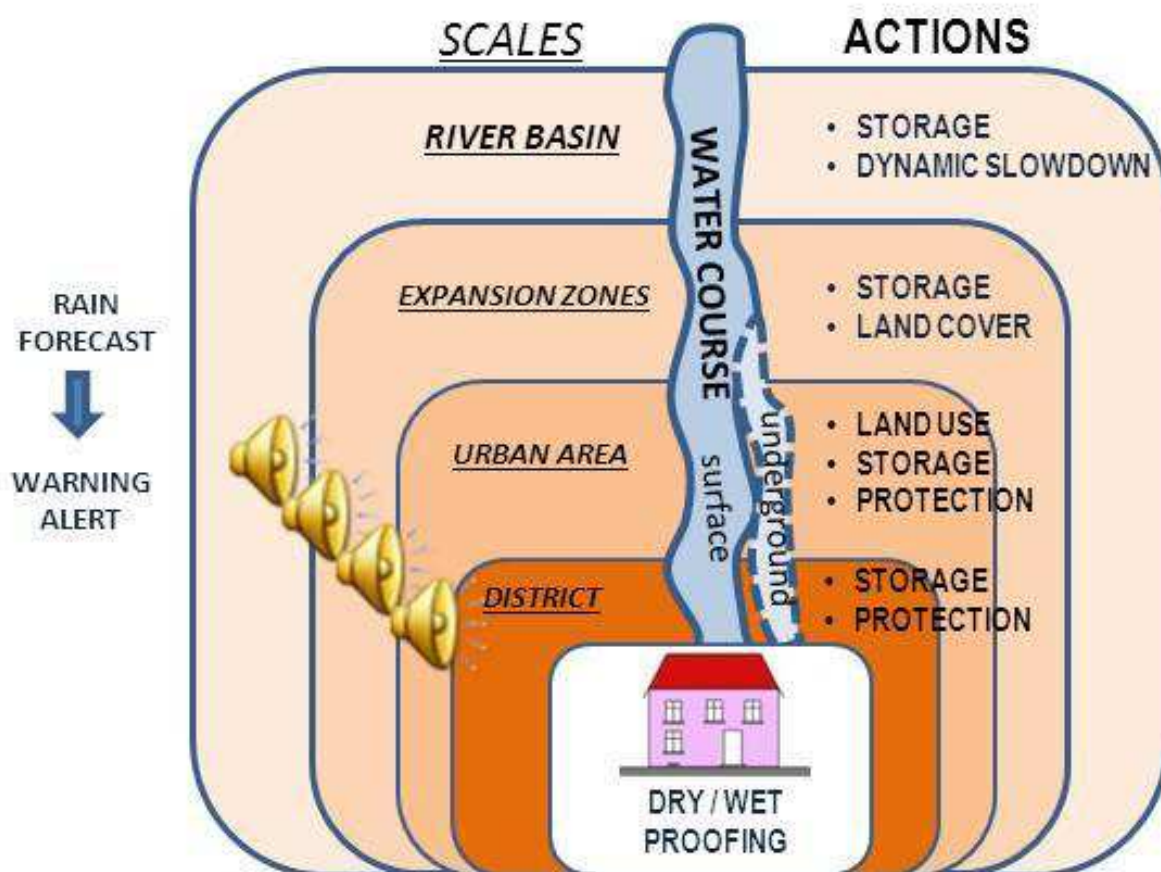 SCALES
ACTIONS
RIVER BASIN
• STORAGE
• DYNAMIC SLOWDOWN
WATER COURSE
EXPANSION ZONES
• STORAGE
• LAND COVER
RAIN
FORECAST
WARNING
ALERT
URBAN AREA
surface
underground
• LAND USE
• STORAGE
• PROTECTION
DISTRICT
• STORAGE
• PROTECTION
DRY / WET
PROOFING